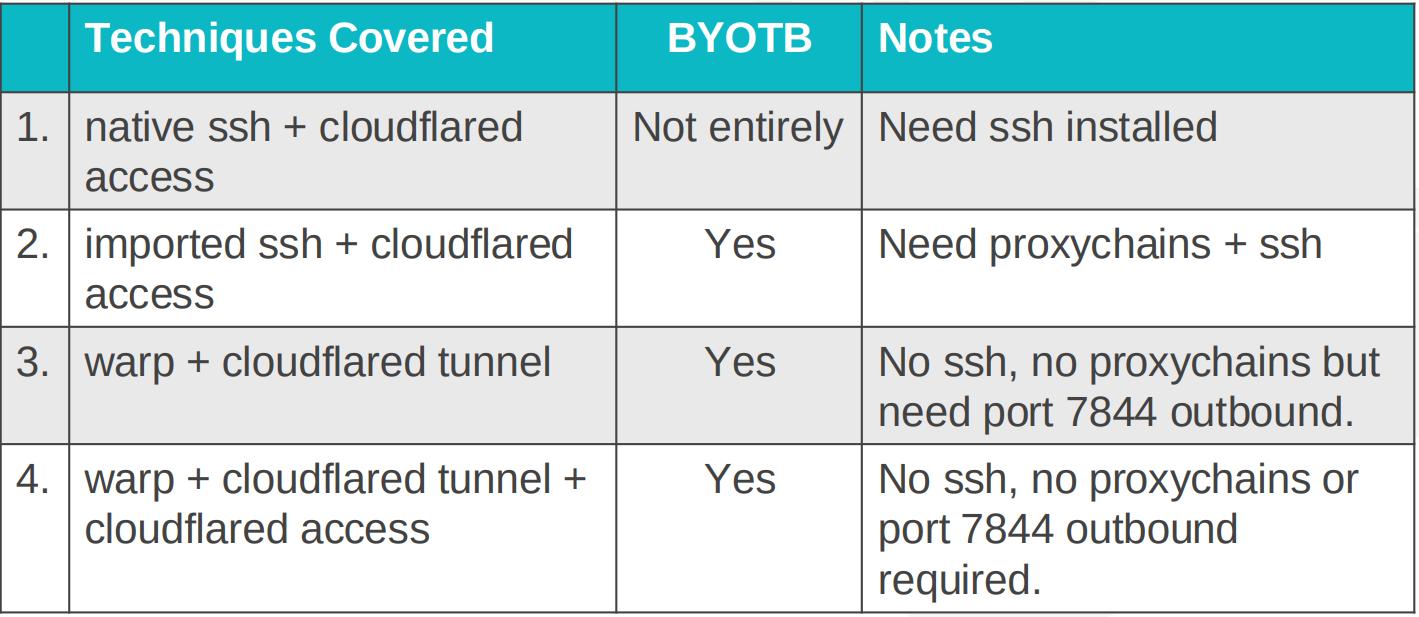 Techniques Covered BYOTB Notes
1. native ssh + cloudflared Not entirely Need ssh installed
access
2. imported ssh + cloudflared Yes Need proxychains + ssh
access
3. warp + cloudflared tunnel Yes No ssh, no proxychains but
need port 7844 outbound.
4. warp + cloudflared tunnel + Yes No ssh, no proxychains or
cloudflared access port 7844 outbound
required.